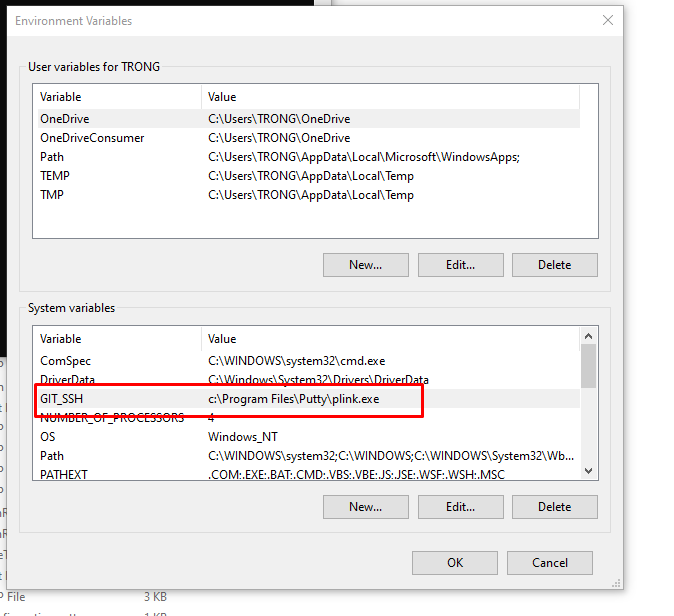 Environment Variables
User variables for TRONG
Variable Value
OneDrive C:\Users\TRONG\OneDrive
OneDriveConsumer C:\Users\TRONG\OneDrive
Path C:\Users\TRONG\AppData\Local\Microsoft\WindowsApps;
TEMP C:\Users\TRONG\AppData\Local\Temp
TMP C:\Users\TRONG\AppData\Local\Temp
New... Edit... Delete
System variables
Variable Value
ComSpec C:\WINDOWS\system32\cmd.exe
DriverData C:\Windows\System32\Drivers\DriverData
GIT_SSH c:\Program Files\Putty\plink.exe
NUMBER_OF_PROCESSORS 4
OS Windows_NT
Path C:\WINDOWS\system32;C:\WINDOWS;C:\WINDOWS\System32\Wb...
PATHEXT .COM;.EXE;.BAT;.CMD;.VBS;.VBE;.JS;.JSE;.WSF;.WSH;.MSC
New... Edit... Delete
OK Cancel
File 3 KB